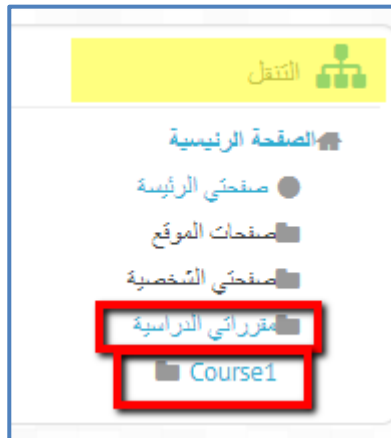 التنقل
الصفحة الرئيسية
صفحتي الرئيسة
صفحات الموقع
صفحتي الشخصية
مقرراتي الدراسية
Course1